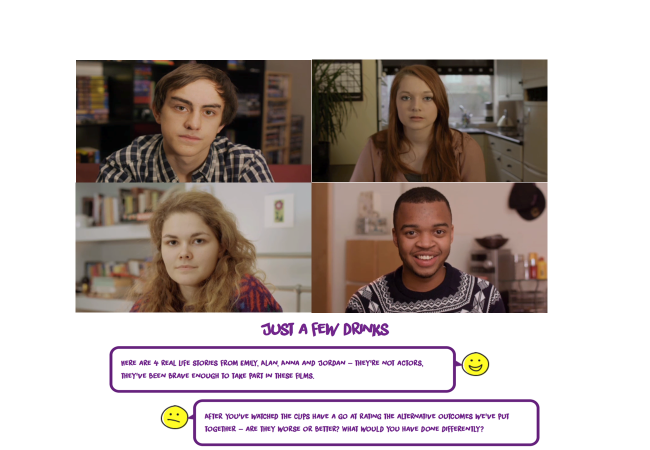 JUST A FEW DRINKS
HERE ARE 4 REAL LIFE STORIES FROM EMILY, ALAN, ANNA AND JORDAN – THEY'RE NOT ACTORS,
THEY'VE BEEN BRAVE ENOUGH TO TAKE PART IN THESE FILMS.
AFTER YOU'VE WATCHED THE CLIPS HAVE A GO AT RATING THE ALTERNATIVE OUTCOMES WE'VE PUT
TOGETHER – ARE THEY WORSE OR BETTER? WHAT WOULD YOU HAVE DONE DIFFERENTLY?